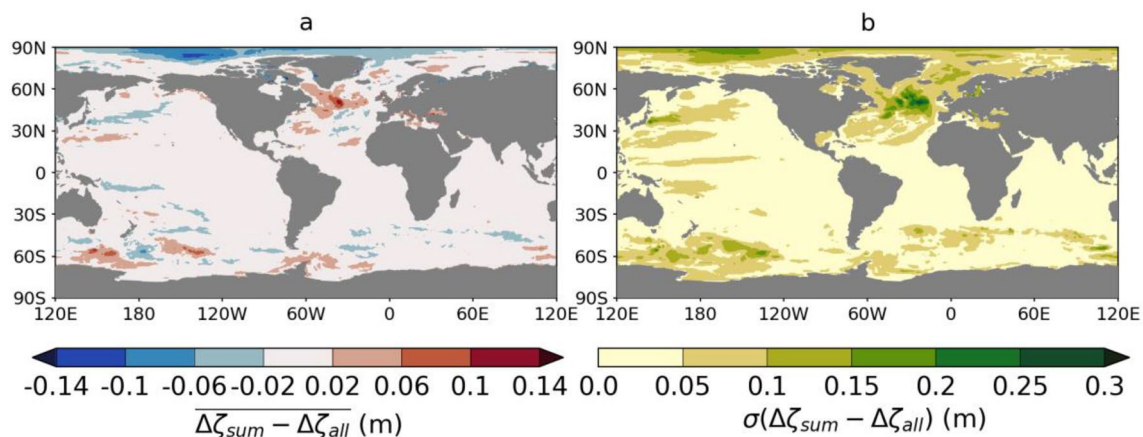 a
b
90N
60N
30N
0
30S
60S
90S
120E 180 120W 60W 0 60E 120E
90N
60N
30N
0
30S
60S
90S
120E 180 120W 60W 0 60E 120E
-0.14 -0.1 -0.06 -0.02 0.02 0.06 0.1 0.14
0.0 0.05 0.1 0.15 0.2 0.25 0.3
Δζsum − Δζall (m)
σ(Δζsum − Δζall) (m)